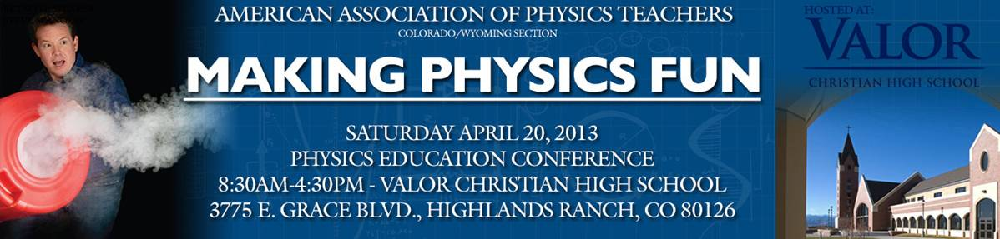 AMERICAN ASSOCIATION OF PHYSICS TEACHERS
COLORADO/WYOMING SECTION
MAKING PHYSICS FUN
SATURDAY APRIL 20, 2013
PHYSICS EDUCATION CONFERENCE
8:30AM-4:30PM - VALOR CHRISTIAN HIGH SCHOOL
3775 E. GRACE BLVD., HIGHLANDS RANCH, CO 80126
HOSTED AT:
VALOR
CHRISTIAN HIGH SCHOOL